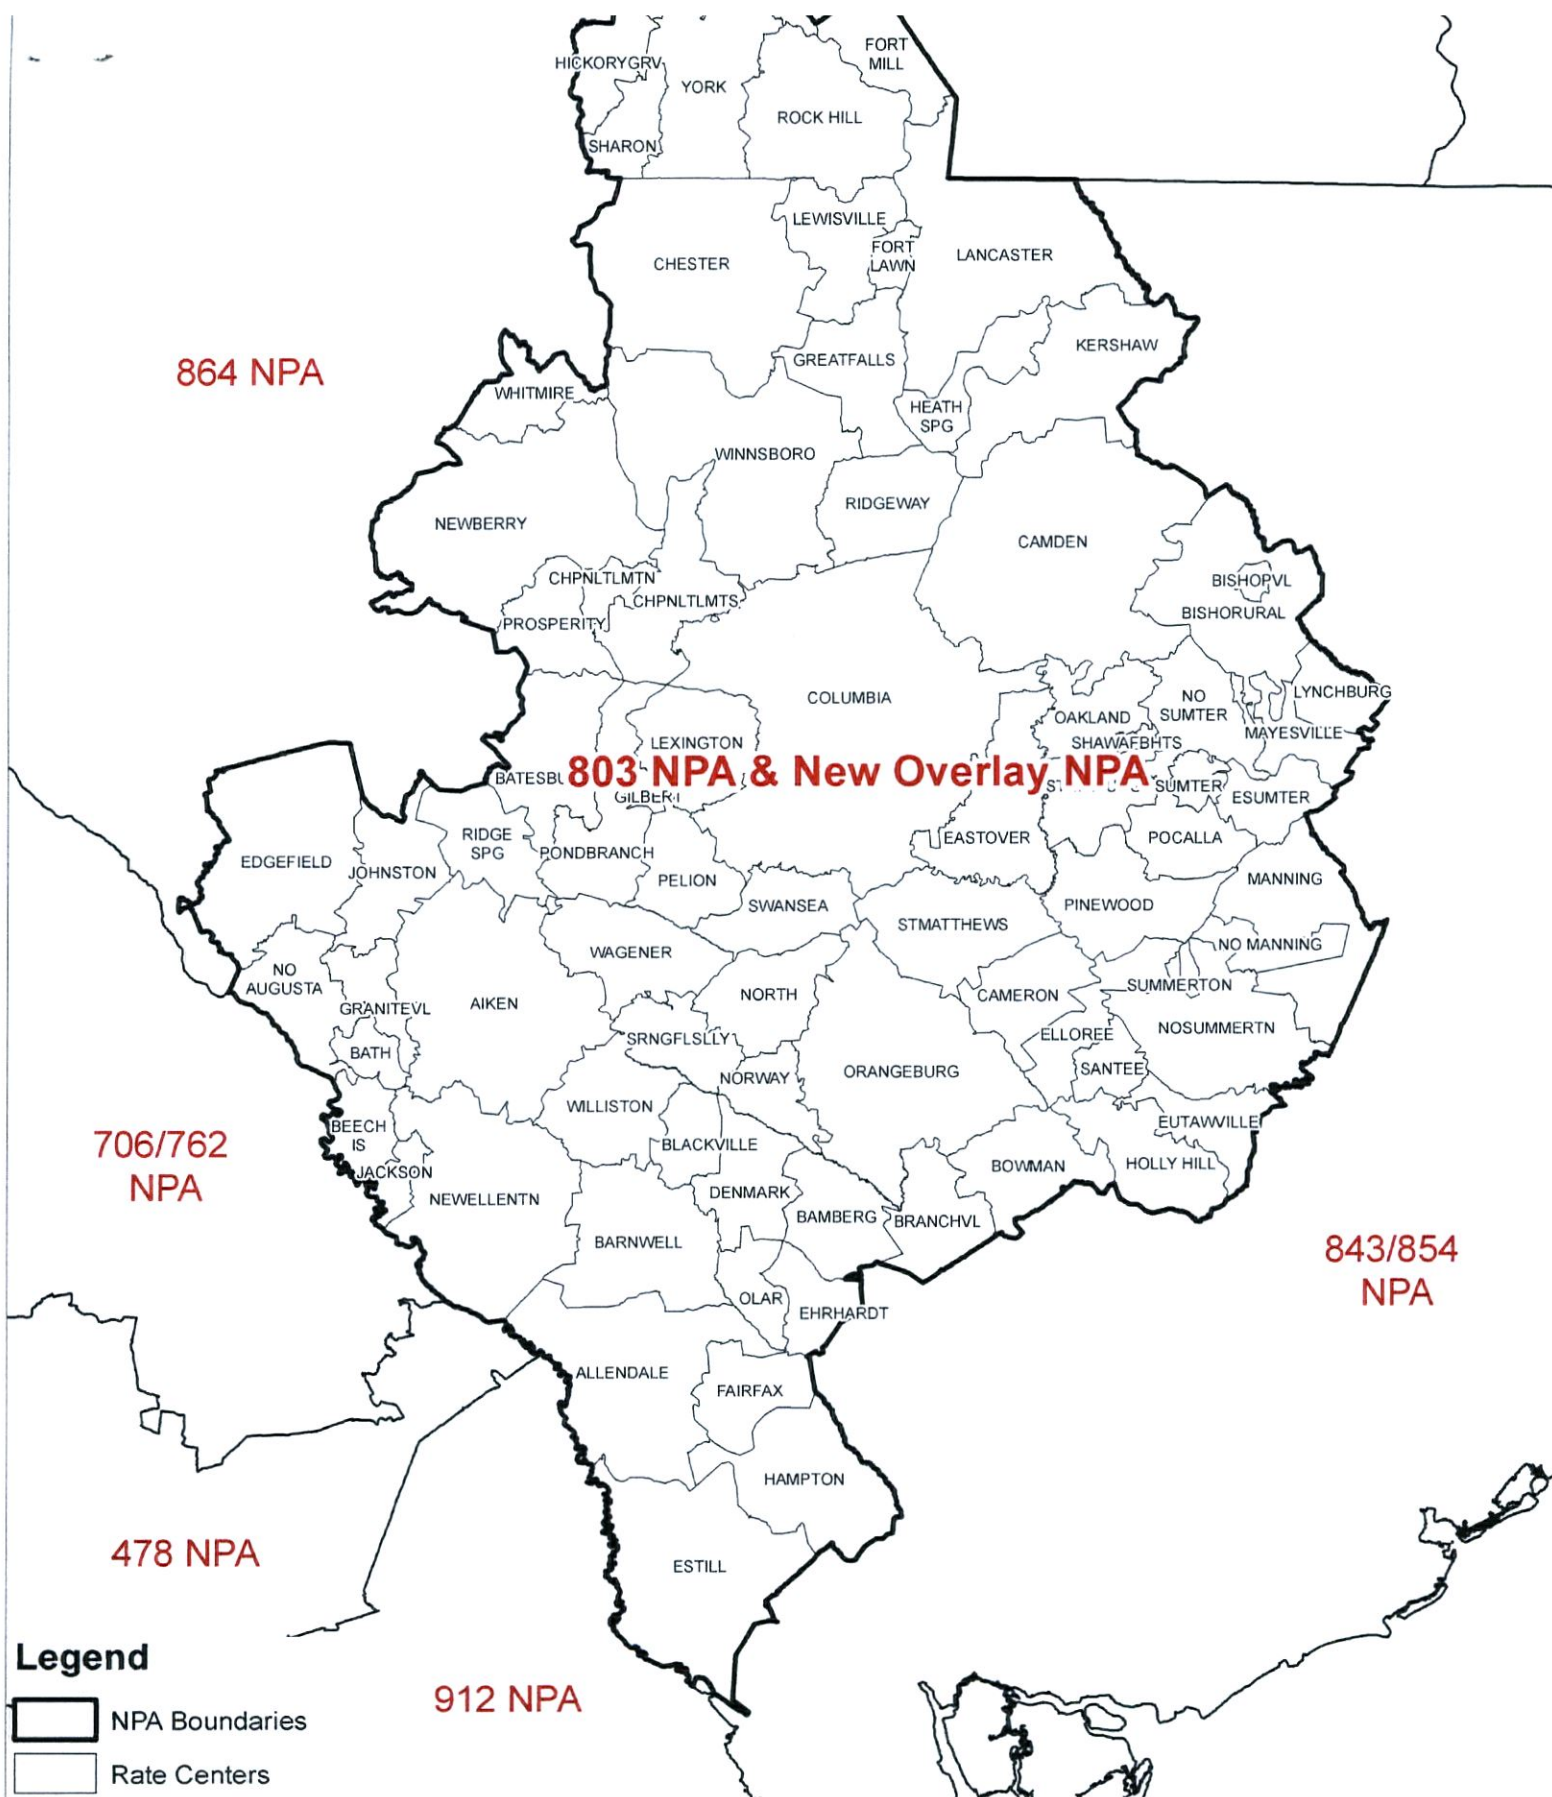 HICKORYGRV
YORK
FORT
MILL
ROCK HILL
SHARON
LEWISVILLE
FORT
LAWN
LANCASTER
CHESTER
KERSHAW
GREATFALLS
864 NPA
WHITMIRE
HEATH
SPG
WINNSBORO
RIDGEWAY
NEWBERRY
CAMDEN
CHPNLTLMTN
BISHOPVL
CHPNLTLMTS
BISHORURAL
PROSPERITY
COLUMBIA
NO
SUMTER
LYNCHBURG
OAKLAND
MAYESVILLE
LEXINGTON
SHAWAFBHTS
803 NPA & New Overlay NPA
SUMTER
ESUMTER
GILBERT
RIDGE
SPG
EASTOVER
POCALLA
EDGEFIELD
JOHNSTON
PONDBRANCH
PELION
MANNING
SWANSEA
PINEWOOD
STMATTHEWS
WAGENER
NO MANNING
NO
AUGUSTA
GRANITEVL
AIKEN
NORTH
CAMERON
SUMMERTON
NOSUMMERTN
SRNGFLSLLY
ELLOREE
BATH
NORWAY
ORANGEBURG
SANTEE
WILLISTON
EUTAWVILLE
BEECH
IS
BLACKVILLE
706/762
NPA
JACKSON
BOWMAN
HOLLY HILL
NEWELLENTN
DENMARK
BAMBERG
BRANCHVL
BARNWELL
843/854
NPA
OLAR
EHRHARDT
ALLENDALE
FAIRFAX
HAMPTON
478 NPA
ESTILL
Legend
912 NPA
NPA Boundaries
Rate Centers